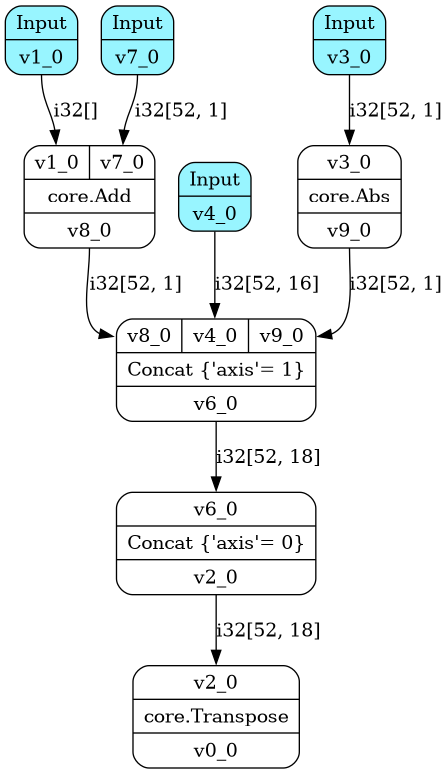 Input
v1_0
Input
v7_0
Input
v3_0
i32[]
i32[52, 1]
i32[52, 1]
v1_0 v7_0
core.Add
v8_0
Input
v4_0
v3_0
core.Abs
v9_0
i32[52, 1]
i32[52, 16]
i32[52, 1]
v8_0 v4_0 v9_0
Concat {'axis'= 1}
v6_0
i32[52, 18]
v6_0
Concat {'axis'= 0}
v2_0
i32[52, 18]
v2_0
core.Transpose
v0_0